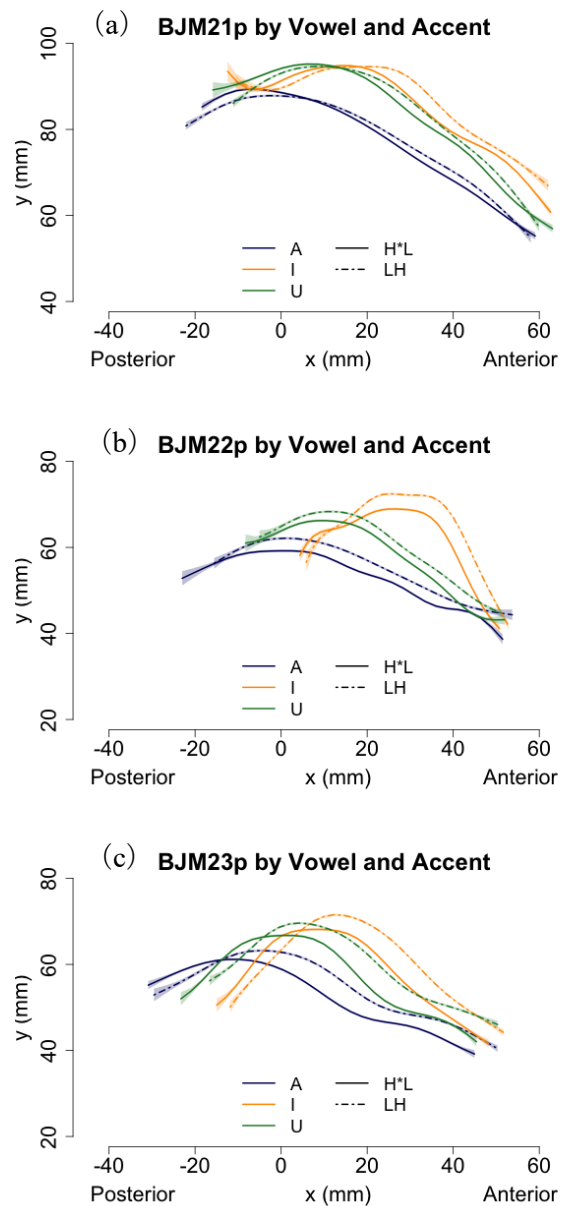 (a) BJM21p by Vowel and Accent
100
80
60
40
y (mm)
A H*L
I LH
U
-40 -20 0 20 40 60
Posterior x (mm) Anterior
(b) BJM22p by Vowel and Accent
80
60
40
20
y (mm)
A H*L
I LH
U
-40 -20 0 20 40 60
Posterior x (mm) Anterior
(c) BJM23p by Vowel and Accent
80
60
40
20
y (mm)
A H*L
I LH
U
-40 -20 0 20 40 60
Posterior x (mm) Anterior